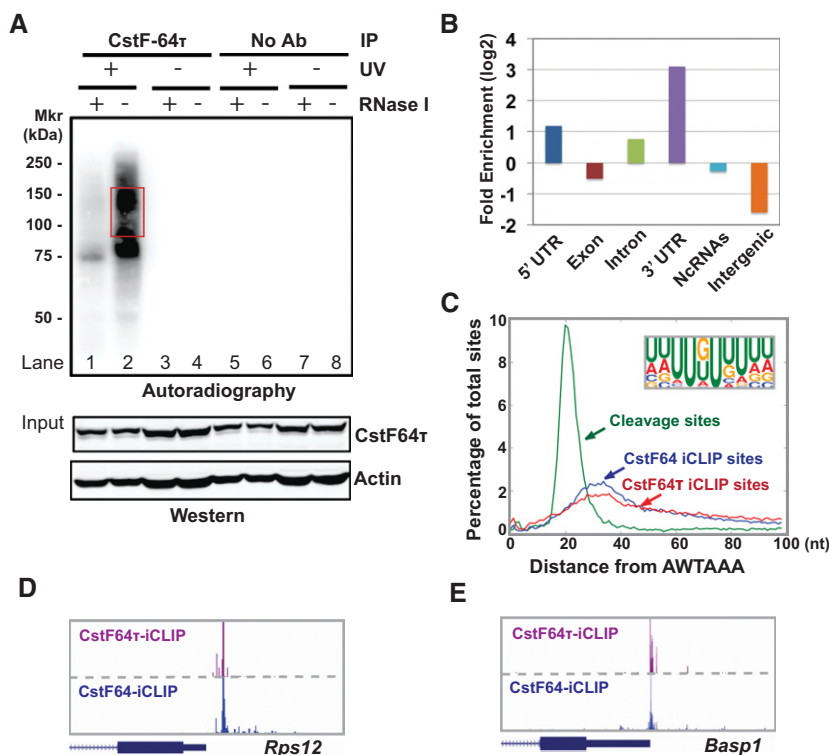 A
CstF-64τ No Ab IP
+ - + - UV
+ - + - + - + - RNase I
Mkr
(kDa)
250 -
150 -
100 -
75 -
50 -
Lane 1 2 3 4 5 6 7 8
Autoradiography
Input
CstF64τ
Actin
Western
B
Fold Enrichment (log2)
4
3
2
1
0
-1
-2
5' UTR
Exon
Intron
3' UTR
NcRNAs
Intergenic
C
Percentage of total sites
10
8
6
4
2
0
Cleavage sites
CstF64 iCLIP sites
CstF64τ iCLIP sites
0 20 40 60 80 100 (nt)
Distance from AWTAAA
D
CstF64τ-iCLIP
CstF64-iCLIP
Rps12
E
CstF64τ-iCLIP
CstF64-iCLIP
Basp1